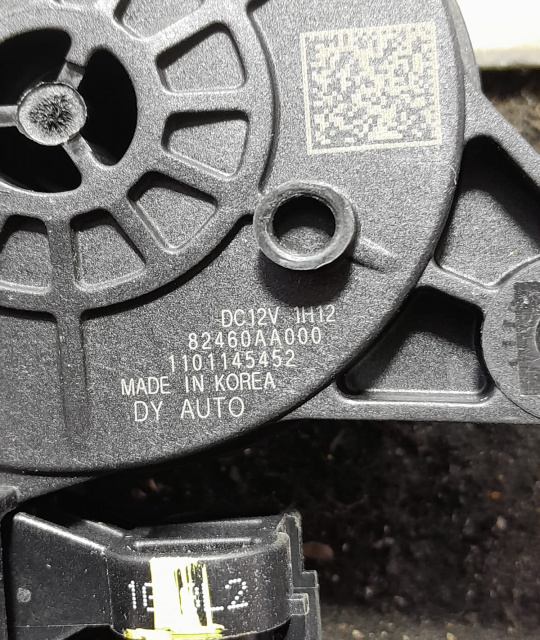 DC12V 1H12
82460AA000
1101145452
MADE IN KOREA
DY AUTO